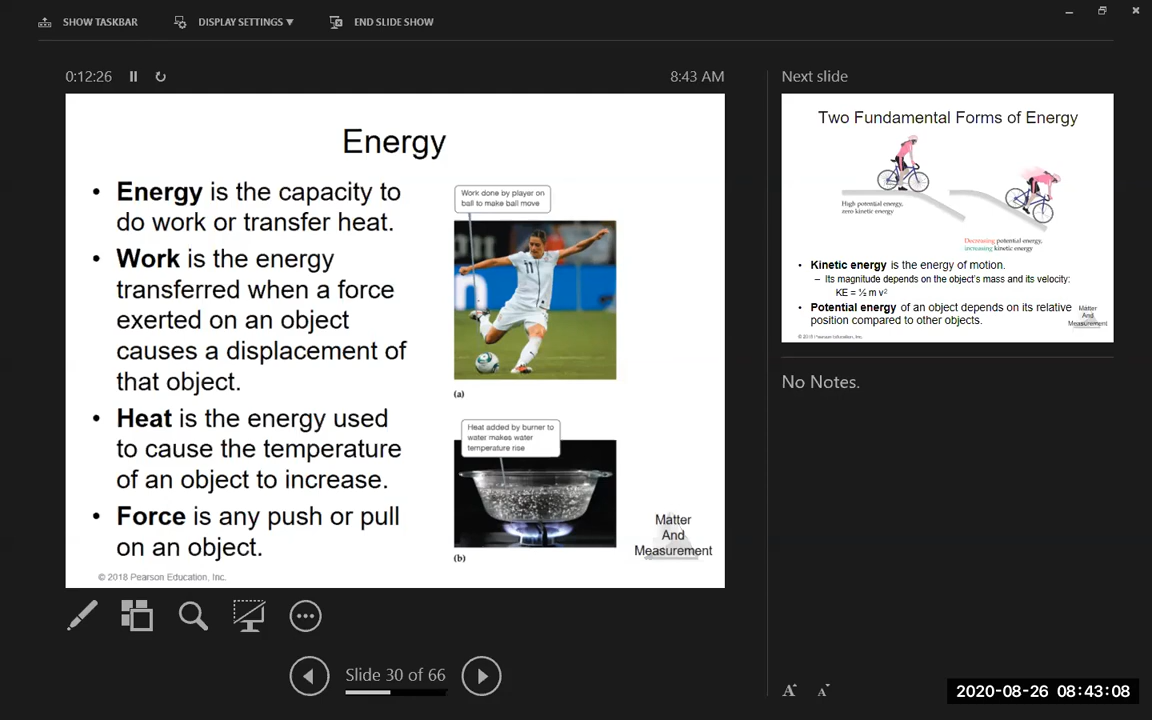 SHOW TASKBAR
DISPLAY SETTINGS ▼
END SLIDE SHOW
0:12:26
8:43 AM
Energy
• Energy is the capacity to
do work or transfer heat.
• Work is the energy
transferred when a force
exerted on an object
causes a displacement of
that object.
• Heat is the energy used
to cause the temperature
of an object to increase.
• Force is any push or pull
on an object.
Work done by player on
ball to make ball move
11
(a)
Heat added by burner to
water makes water
temperature rise
(b)
Matter
And
Measurement
© 2018 Pearson Education, Inc.
Slide 30 of 66
Next slide
Two Fundamental Forms of Energy
High potential energy,
zero kinetic energy
Decreasing potential energy,
increasing kinetic energy
• Kinetic energy is the energy of motion.
– Its magnitude depends on the object's mass and its velocity:
KE = ½ m v²
• Potential energy of an object depends on its relative
position compared to other objects.
Matter
And
Measurement
© 2018 Pearson Education, Inc.
No Notes.
A A
2020-08-26 08:43:08